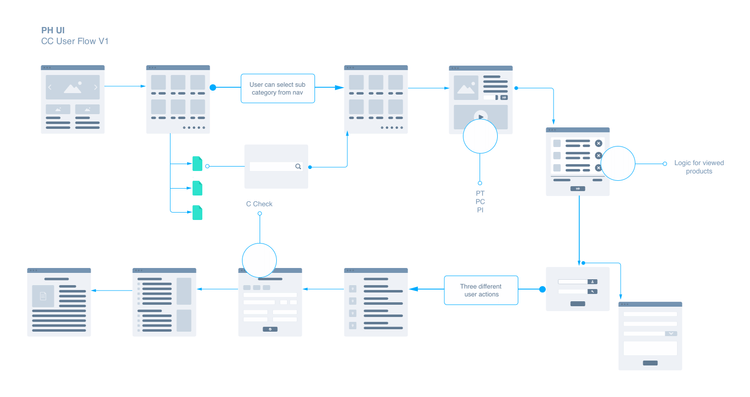 PH UI
CC User Flow V1
User can select sub
category from nav
Logic for viewed
products
PT
PC
PI
C Check
Three different
user actions